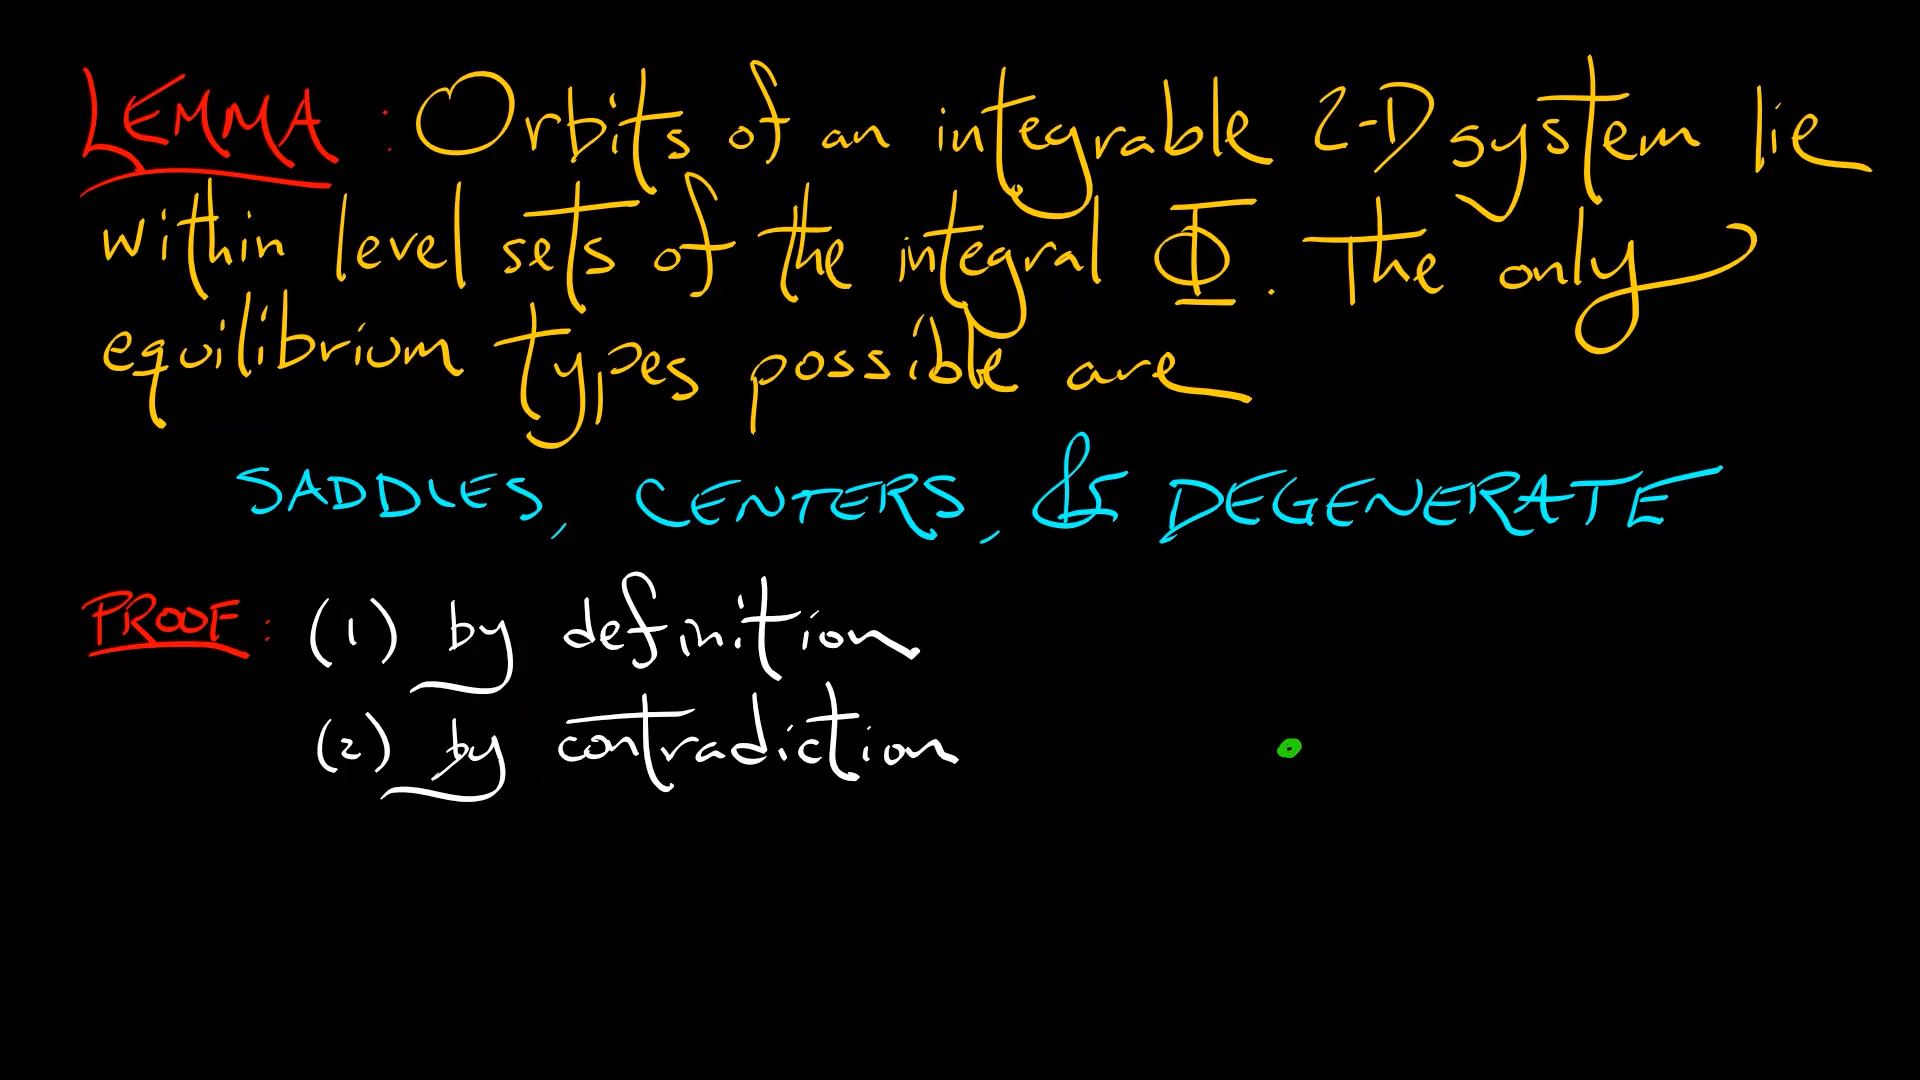 LEMMA: Orbits of an integrable 2-D system lie
within level sets of the integral Φ. The only
equilibrium types possible are
SADDLES, CENTERS, & DEGENERATE
PROOF: (1) by definition
(2) by contradiction